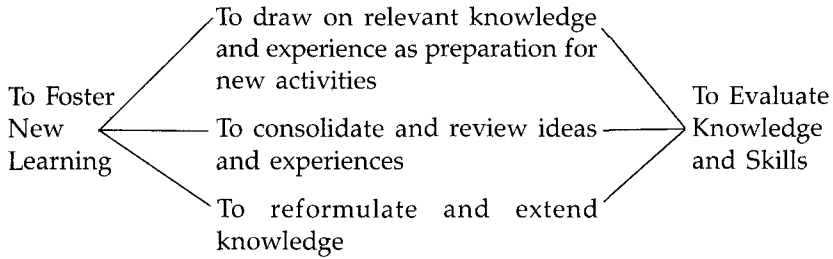 To Foster
New
Learning
To draw on relevant knowledge
and experience as preparation for
new activities
To consolidate and review ideas
and experiences
To reformulate and extend
knowledge
To Evaluate
Knowledge
and Skills